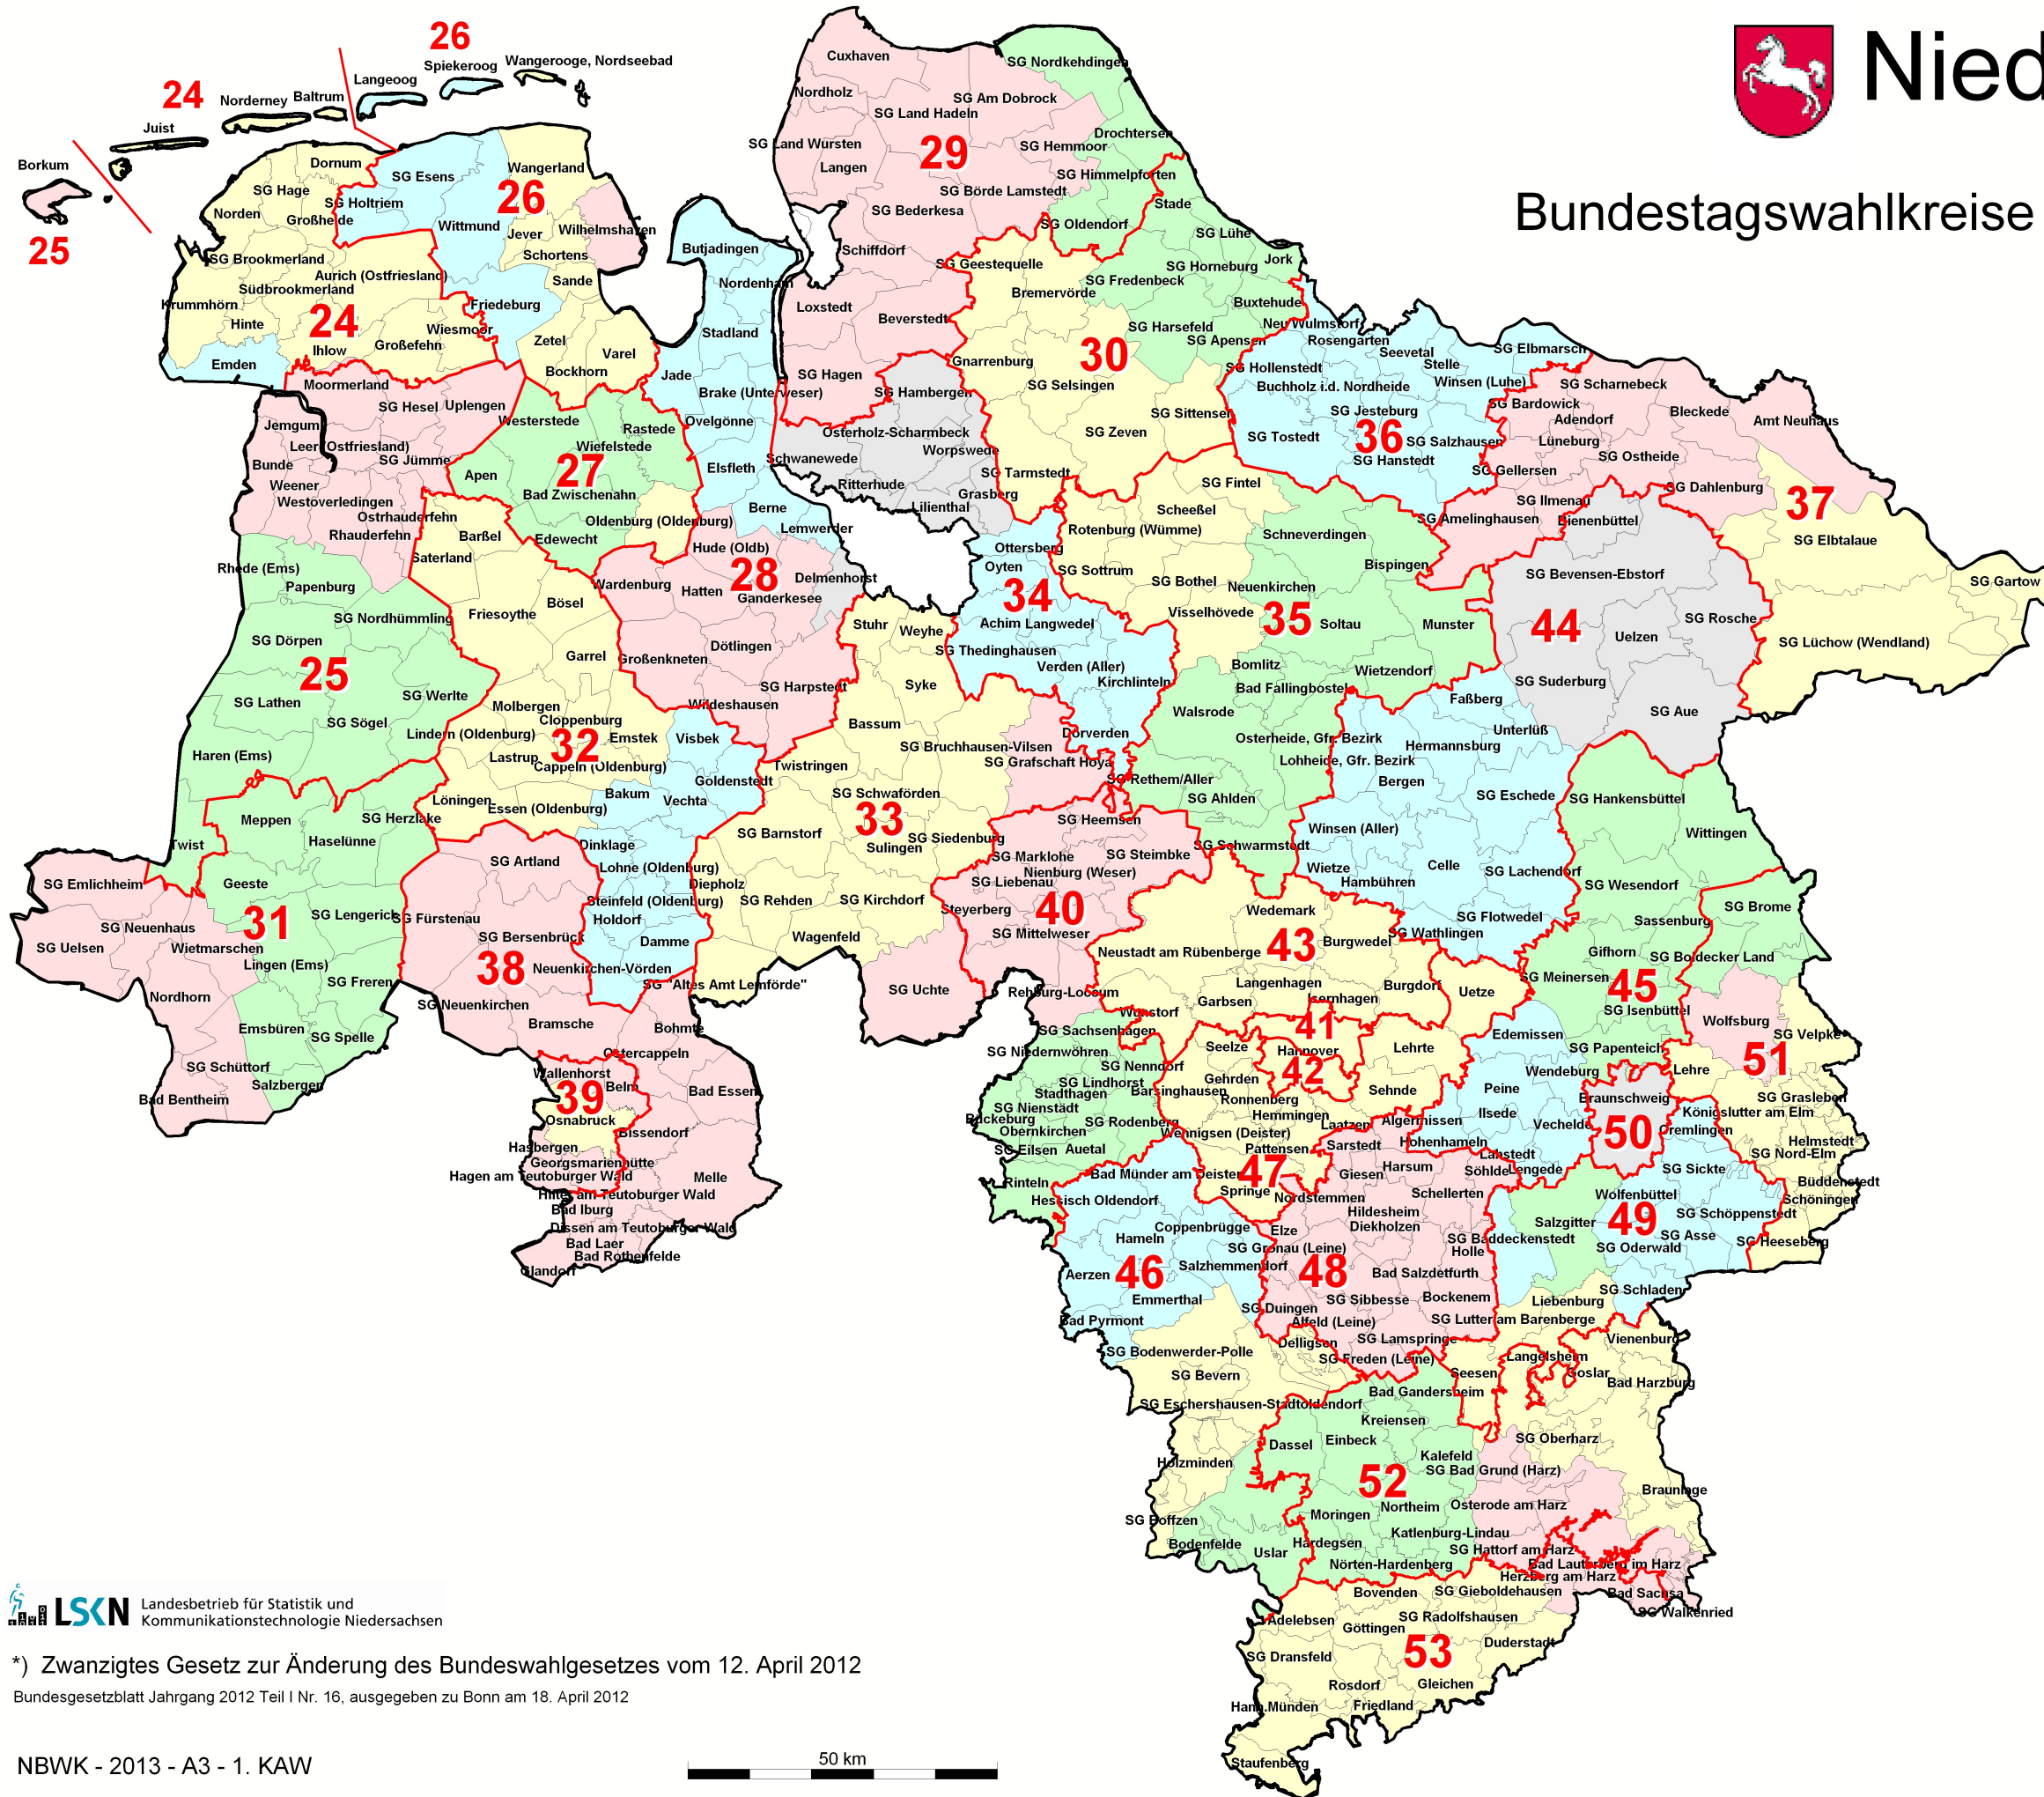 Nied
Bundestagswahlkreise
26
24
25
Borkum
Juist
Norderney
Baltrum
Langeoog
Spiekeroog
Wangerooge, Nordseebad
Dornum
SG Hage
Norden
Großheide
SG Esens
SG Holtriem
Wangerland
26
Wittmund
Jever
Wilhelmshaven
Schortens
Sande
SG Brookmerland
Aurich (Ostfriesland)
Südbrookmerland
Krummhörn
Hinte
24
Ihlow
Wiesmoor
Großefehn
Friedeburg
Emden
Zetel
Varel
Bockhorn
Butjadingen
Nordenham
Stadland
Jade
Brake (Unterweser)
Ovelgönne
Elsfleth
Berne
Lemwerder
Cuxhaven
Nordholz
SG Am Dobrock
SG Land Hadeln
SG Land Wursten
29
SG Hemmoor
Langen
SG Börde Lamstedt
SG Bederkesa
Schiffdorf
Loxstedt
Beverstedt
SG Hagen
SG Nordkehdingen
Drochtersen
SG Himmelpforten
Stade
SG Oldendorf
SG Lühe
Jork
SG Horneburg
SG Fredenbeck
Buxtehude
SG Harsefeld
SG Apensen
SG Geestequelle
Bremervörde
30
Gnarrenburg
SG Selsingen
SG Sittensen
SG Zeven
SG Tarmstedt
SG Hambergen
Osterholz-Scharmbeck
Worpswede
Schwanewede
Ritterhude
Grasberg
Lilienthal
Neu Wulmstorf
Rosengarten
Seevetal
Stelle
SG Elbmarsch
SG Hollenstedt
Buchholz i.d. Nordheide
Winsen (Luhe)
SG Jesteburg
36
SG Tostedt
SG Salzhausen
SG Hanstedt
SG Scharnebeck
SG Bardowick
Adendorf
Bleckede
Amt Neuhaus
Lüneburg
SG Ostheide
SG Gellersen
SG Dahlenburg
SG Ilmenau
SG Amelinghausen
37
SG Elbtalaue
SG Gartow
SG Lüchow (Wendland)
Bienenbüttel
SG Bevensen-Ebstorf
44
SG Rosche
Uelzen
SG Suderburg
SG Aue
Moormerland
SG Hesel
Uplengen
Jemgum
Leer (Ostfriesland)
SG Jümme
Bunde
Weener
Westoverledingen
Ostrhauderfehn
Rhauderfehn
Westerstede
Rastede
Wiefelstede
27
Apen
Bad Zwischenahn
Oldenburg (Oldenburg)
Edewecht
Hude (Oldb)
28
Delmenhorst
Wardenburg
Hatten
Ganderkesee
Dötlingen
Großenkneten
SG Harpstedt
Wildeshausen
Rhede (Ems)
Papenburg
SG Nordhümmling
SG Dörpen
25
SG Lathen
SG Werlte
SG Sögel
Haren (Ems)
Barßel
Saterland
Bösel
Friesoythe
Garrel
Molbergen
Cloppenburg
Lindern (Oldenburg)
Emstek
32
Lastrup
Cappeln (Oldenburg)
Löningen
Essen (Oldenburg)
Visbek
Goldenstedt
Bakum
Vechta
Dinklage
Lohne (Oldenburg)
Steinfeld (Oldenburg)
Holdorf
Damme
Neuenkirchen-Vörden
Stuhr
Weyhe
Syke
Bassum
SG Bruchhausen-Vilsen
Twistringen
SG Schwaförden
33
SG Barnstorf
SG Siedenburg
Sulingen
Diepholz
SG Rehden
SG Kirchdorf
Wagenfeld
SG "Altes Amt Lemförde"
Ottersberg
Oyten
34
Achim
Langwedel
SG Thedinghausen
Verden (Aller)
Kirchlinteln
Dörverden
SG Fintel
Scheeßel
Rotenburg (Wümme)
SG Sottrum
SG Bothel
Visselhövede
Schneverdingen
Bispingen
Neuenkirchen
35
Soltau
Munster
Bomlitz
Wietzendorf
Bad Fallingbostel
Walsrode
Osterheide, Gfr. Bezirk
Lohheide, Gfr. Bezirk
SG Rethem/Aller
SG Ahlden
SG Schwarmstedt
Faßberg
Unterlüß
Hermannsburg
Bergen
SG Eschede
Winsen (Aller)
Wietze
Celle
SG Lachendorf
Hambühren
SG Flotwedel
SG Wathlingen
SG Hankensbüttel
Wittingen
SG Wesendorf
SG Brome
Sassenburg
Gifhorn
SG Boldecker Land
SG Meinersen
45
SG Isenbüttel
SG Papenteich
Meppen
SG Herzlake
Haselünne
Twist
Geeste
31
SG Lengerich
SG Emlichheim
SG Neuenhaus
SG Uelsen
Wietmarschen
Lingen (Ems)
SG Freren
Nordhorn
Emsbüren
SG Spelle
SG Schüttorf
Salzbergen
Bad Bentheim
SG Artland
SG Fürstenau
SG Bersenbrück
38
SG Neuenkirchen
Bramsche
Bohmte
Ostercappeln
Wallenhorst
39
Belm
Bad Essen
Osnabruck
Bissendorf
Hasbergen
Georgsmarienhütte
Hagen am Teutoburger Wald
Melle
Hilter am Teutoburger Wald
Bad Iburg
Dissen am Teutoburger Wald
Bad Laer
Bad Rothenfelde
Glandorf
SG Grafschaft Hoya
SG Heemsen
SG Marklohe
SG Steimbke
Nienburg (Weser)
SG Liebenau
Steyerberg
40
SG Mittelweser
SG Uchte
Rehburg-Loccum
Wedemark
Neustadt am Rübenberge
43
Burgwedel
Langenhagen
Garbsen
Isernhagen
Burgdorf
Uetze
Wunstorf
41
Seelze
Hannover
42
Lehrte
Gehrden
Sehnde
Barsinghausen
Ronnenberg
Hemmingen
Wennigsen (Deister)
Laatzen
Pattensen
47
Springe
SG Sachsenhagen
SG Niedernwöhren
SG Nenndorf
SG Lindhorst
Stadthagen
SG Nienstädt
Bückeburg
SG Rodenberg
Obernkirchen
SG Eilsen
Auetal
Rinteln
Edemissen
Wendeburg
Peine
Ilsede
Vechelde
Hohenhameln
Lahstedt
Lengede
Lehre
Braunschweig
50
Cremlingen
Wolfsburg
51
SG Velpke
SG Grasleben
Königslutter am Elm
Helmstedt
SG Nord-Elm
Büddenstedt
Schöningen
SG Heeseberg
SG Sickte
Wolfenbüttel
49
SG Schöppenstedt
SG Asse
SG Oderwald
Salzgitter
SG Baddeckenstedt
SG Schladen
Algermissen
Sarstedt
Harsum
Söhlde
Giesen
Schellerten
Nordstemmen
Hildesheim
Diekholzen
Elze
SG Gronau (Leine)
Holle
48
Bad Salzdetfurth
SG Sibbesse
Bockenem
SG Duingen
Alfeld (Leine)
SG Lamspringe
SG Freden (Leine)
Bad Münder am Deister
Hessisch Oldendorf
Coppenbrügge
Hameln
Salzhemmendorf
Aerzen
46
Emmerthal
Bad Pyrmont
SG Bodenwerder-Polle
Delligsen
SG Bevern
SG Eschershausen-Stadtoldendorf
Holzminden
SG Boffzen
Liebenburg
SG Lutter am Barenberge
Vienenburg
Langelsheim
Seesen
Goslar
Bad Harzburg
SG Oberharz
Braunlage
Bad Gandersheim
Kreiensen
Dassel
Einbeck
Kalefeld
52
Northeim
Moringen
Katlenburg-Lindau
Hardegsen
Nörten-Hardenberg
Bodenfelde
Uslar
SG Bad Grund (Harz)
Osterode am Harz
SG Hattorf am Harz
Bad Lauterberg im Harz
Herzberg am Harz
Bad Sachsa
SG Walkenried
Bovenden
SG Gieboldehausen
Adelebsen
SG Radolfshausen
Göttingen
53
Duderstadt
SG Dransfeld
Rosdorf
Gleichen
Hann.Münden
Friedland
Staufenberg
LSKN
Landesbetrieb für Statistik und
Kommunikationstechnologie Niedersachsen
*) Zwanzigtes Gesetz zur Änderung des Bundeswahlgesetzes vom 12. April 2012
Bundesgesetzblatt Jahrgang 2012 Teil I Nr. 16, ausgegeben zu Bonn am 18. April 2012
NBWK - 2013 - A3 - 1. KAW
50 km